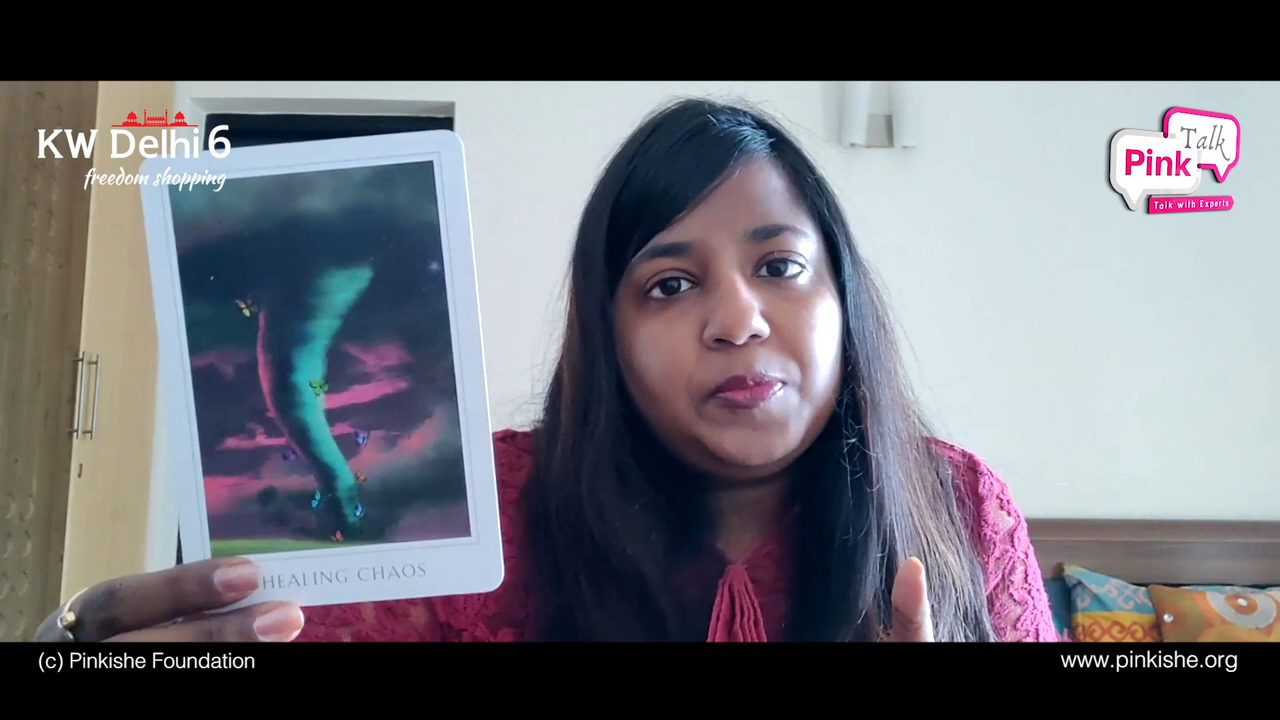 KW Delhi 6
freedom shopping
Pink Talk
Talk with Experts
HEALING CHAOS
(c) Pinkishe Foundation
www.pinkishe.org